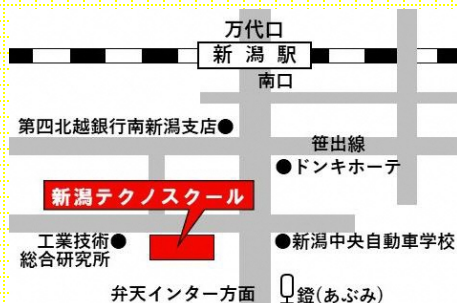 万代口
新潟駅
南口
第四北越銀行南新潟支店●
笹出線
●ドンキホーテ
新潟テクノスクール
工業技術●
総合研究所
●新潟中央自動車学校
弁天インター方面
鐙(あぶみ)